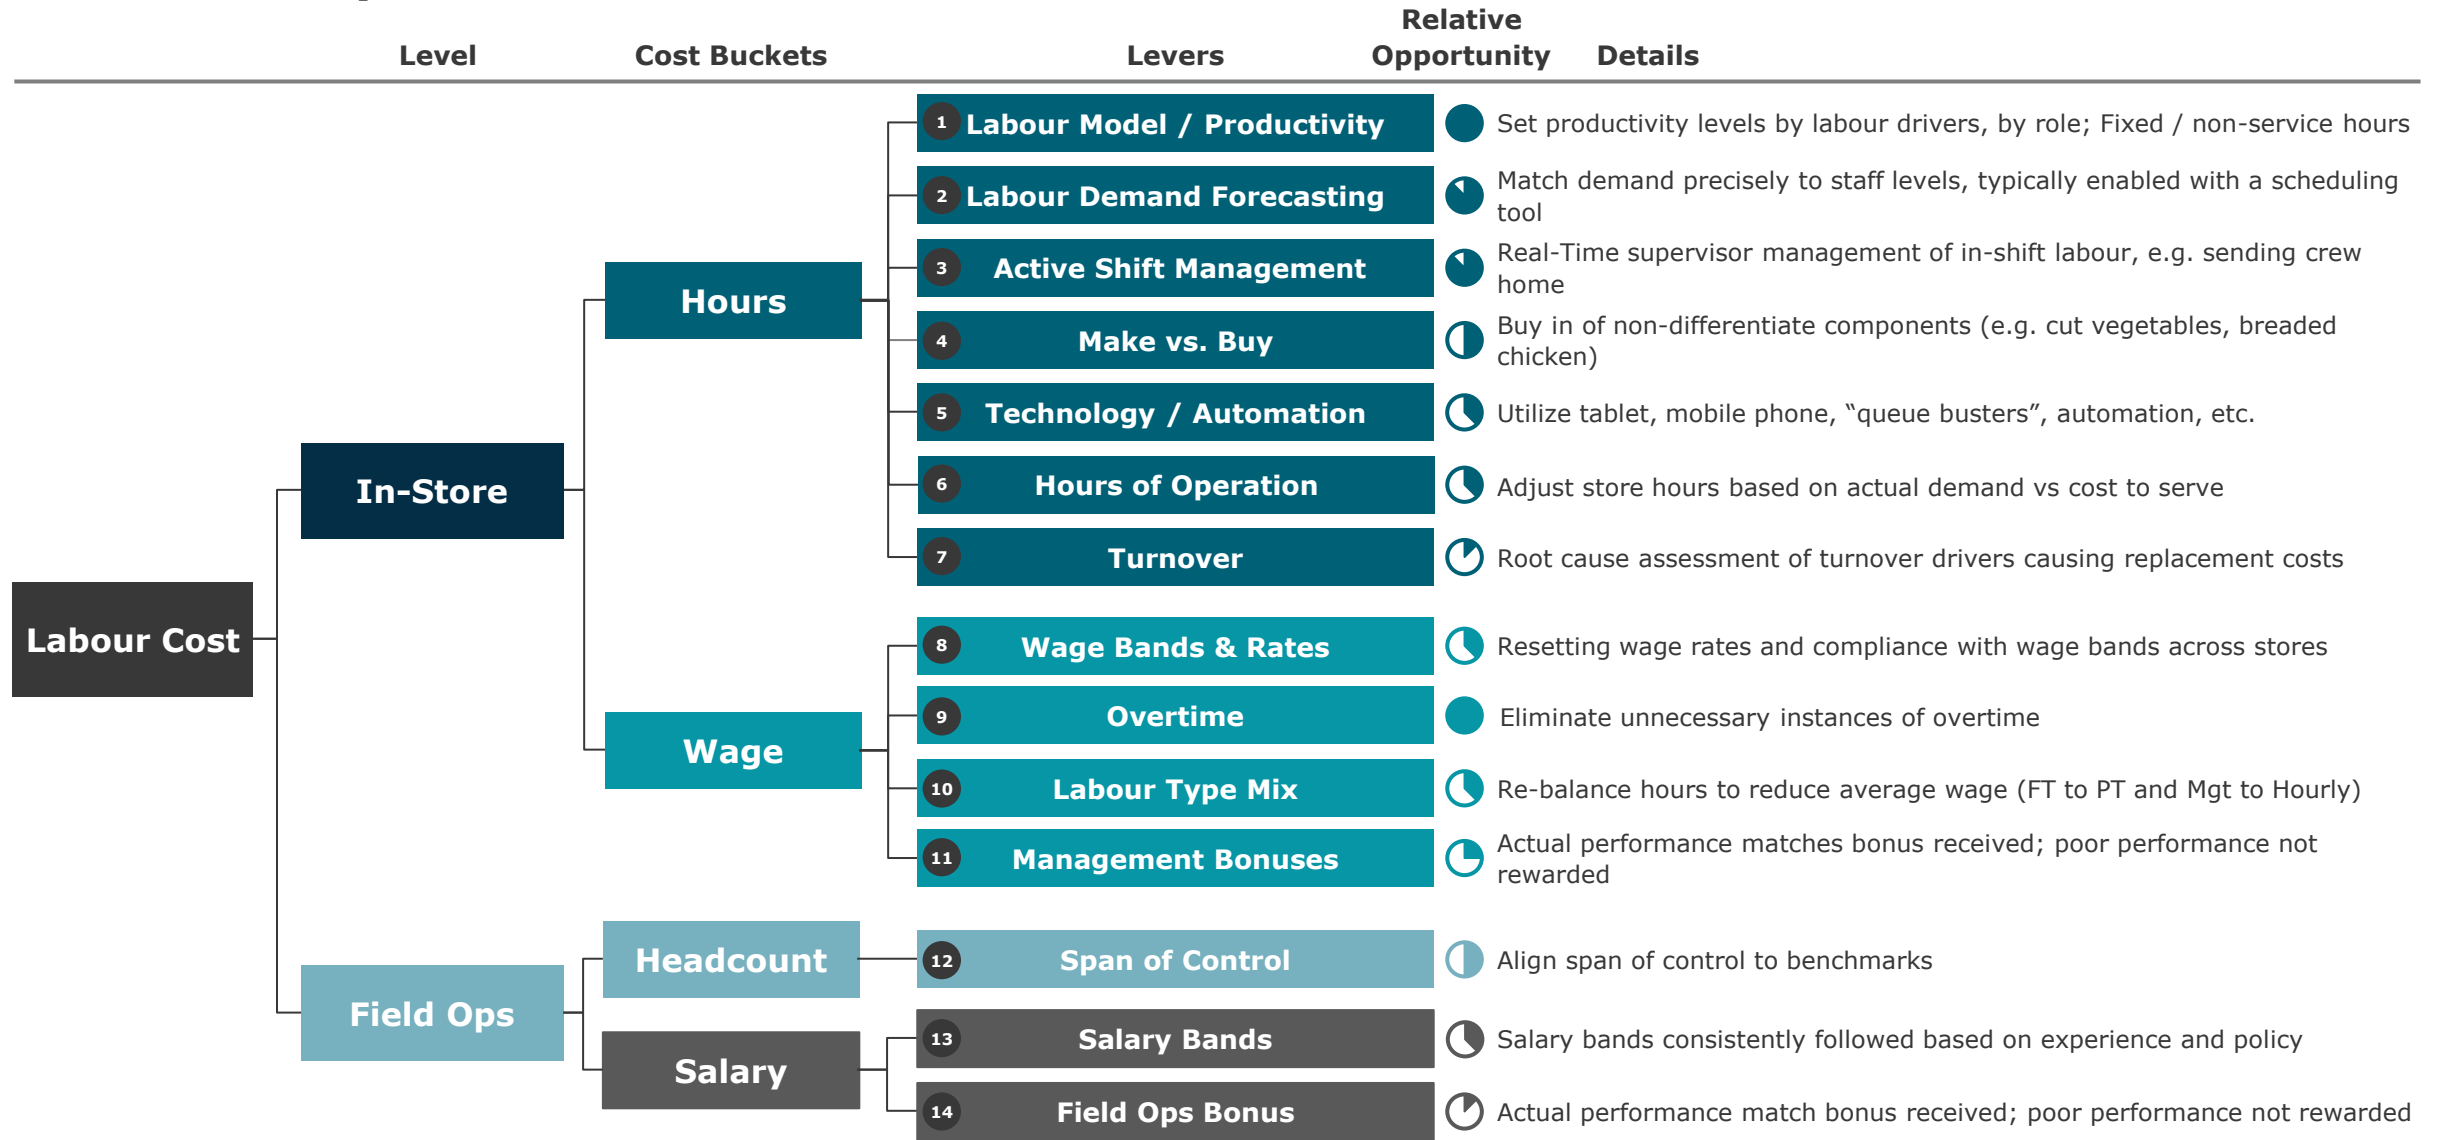 Relative
Level Cost Buckets Levers Opportunity Details
1 Labour Model / Productivity Set productivity levels by labour drivers, by role; Fixed / non-service hours
2 Labour Demand Forecasting Match demand precisely to staff levels, typically enabled with a scheduling
tool
3 Active Shift Management Real-Time supervisor management of in-shift labour, e.g. sending crew
home
Hours
4 Make vs. Buy Buy in of non-differentiate components (e.g. cut vegetables, breaded
chicken)
5 Technology / Automation Utilize tablet, mobile phone, “queue busters”, automation, etc.
In-Store
6 Hours of Operation Adjust store hours based on actual demand vs cost to serve
7 Turnover Root cause assessment of turnover drivers causing replacement costs
Labour Cost
8 Wage Bands & Rates Resetting wage rates and compliance with wage bands across stores
9 Overtime Eliminate unnecessary instances of overtime
Wage
10 Labour Type Mix Re-balance hours to reduce average wage (FT to PT and Mgt to Hourly)
11 Management Bonuses Actual performance matches bonus received; poor performance not
rewarded
Headcount
12 Span of Control Align span of control to benchmarks
Field Ops
13 Salary Bands Salary bands consistently followed based on experience and policy
Salary
14 Field Ops Bonus Actual performance match bonus received; poor performance not rewarded